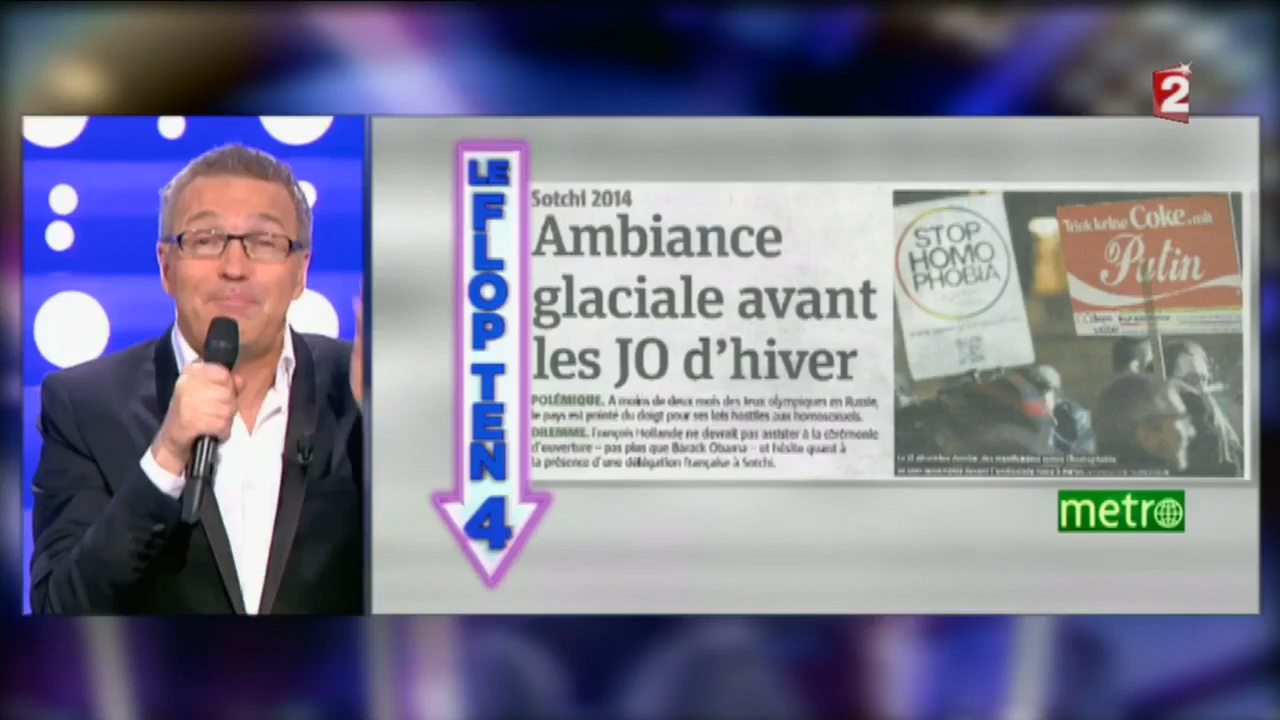 2
LE FLOP TEN 4
Sotchi 2014
Ambiance
glaciale avant
les JO d'hiver
POLÉMIQUE. A moins de deux mois des Jeux olympiques en Russie,
le pays est pointé du doigt pour ses lois hostiles aux homosexuels.
DILEMME. François Hollande ne devrait pas assister à la cérémonie
d'ouverture – pas plus que Barack Obama – et hésite quant à
la présence d'une délégation française à Sotchi.
STOP
HOMO
PHOBIA
Trink keine Coke mit
Putin
metro